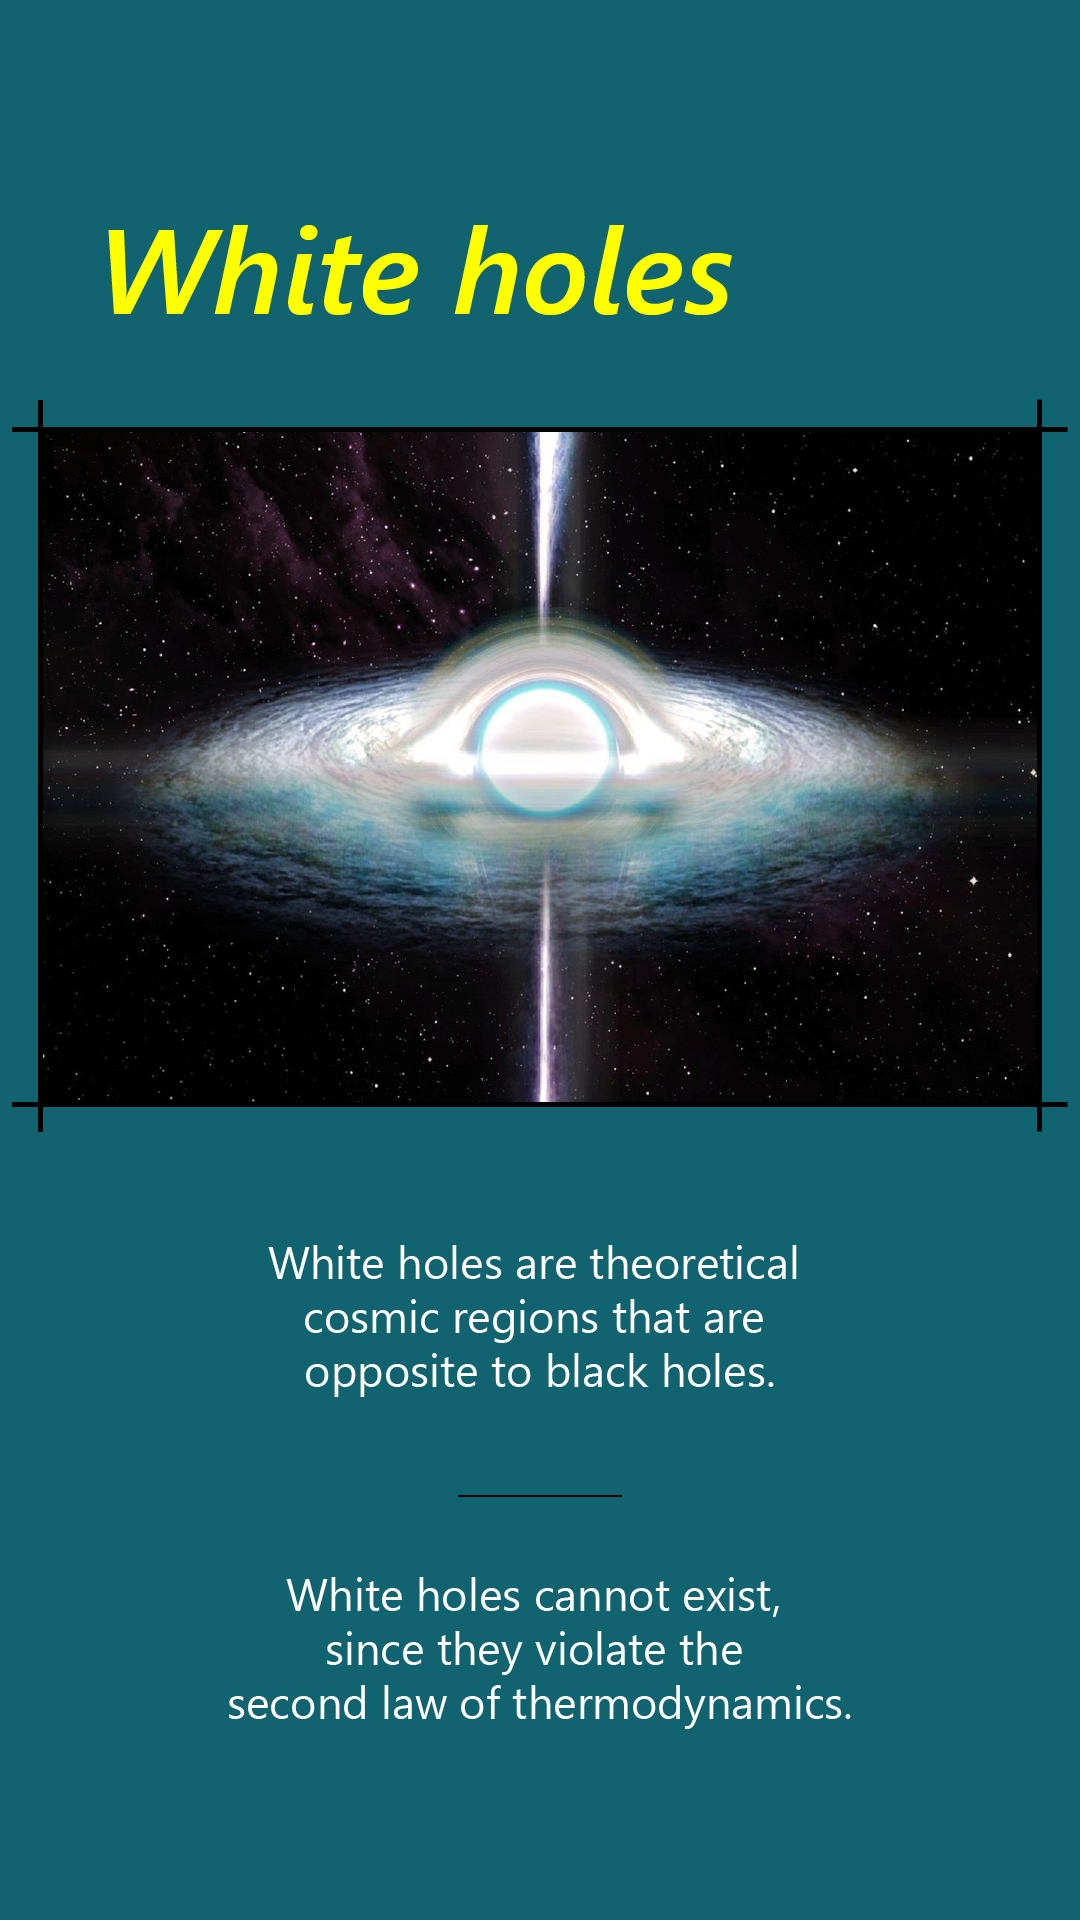 White holes
White holes are theoretical
cosmic regions that are
opposite to black holes.
White holes cannot exist,
since they violate the
second law of thermodynamics.